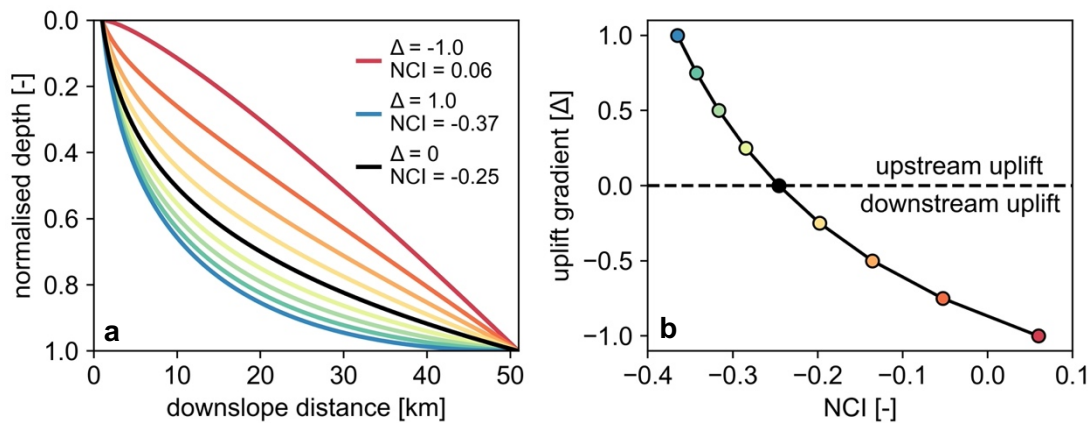 0.0
0.2
0.4
0.6
0.8
1.0
normalised depth [-]
0
10
20
30
40
50
downslope distance [km]
Δ = -1.0
NCI = 0.06
Δ = 1.0
NCI = -0.37
Δ = 0
NCI = -0.25
a
1.0
0.5
0.0
−0.5
−1.0
uplift gradient [Δ]
upstream uplift
downstream uplift
b
−0.4
−0.3
−0.2
−0.1
0.0
0.1
NCI [-]